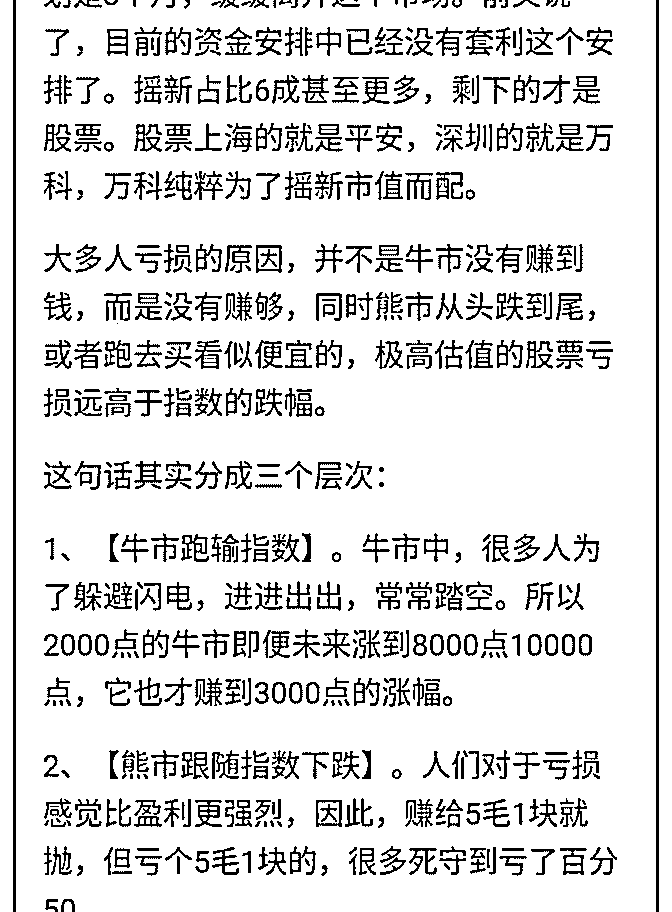 了，目前的资金安排中已经没有套利这个安
排了。摇新占比6成甚至更多，剩下的才是
股票。股票上海的就是平安，深圳的就是万
科，万科纯粹为了摇新市值而配。
大多人亏损的原因，并不是牛市没有赚到
钱，而是没有赚够，同时熊市从头跌到尾，
或者跑去买看似便宜的，极高估值的股票亏
损远高于指数的跌幅。
这句话其实分成三个层次：
1、【牛市跑输指数】。牛市中，很多人为
了躲避闪电，进进出出，常常踏空。所以
2000点的牛市即便未来涨到8000点10000
点，它也才赚到3000点的涨幅。
2、【熊市跟随指数下跌】。人们对于亏损
感觉比盈利更强烈，因此，赚给5毛1块就
抛，但亏个5毛1块的，很多死守到亏了百分
50